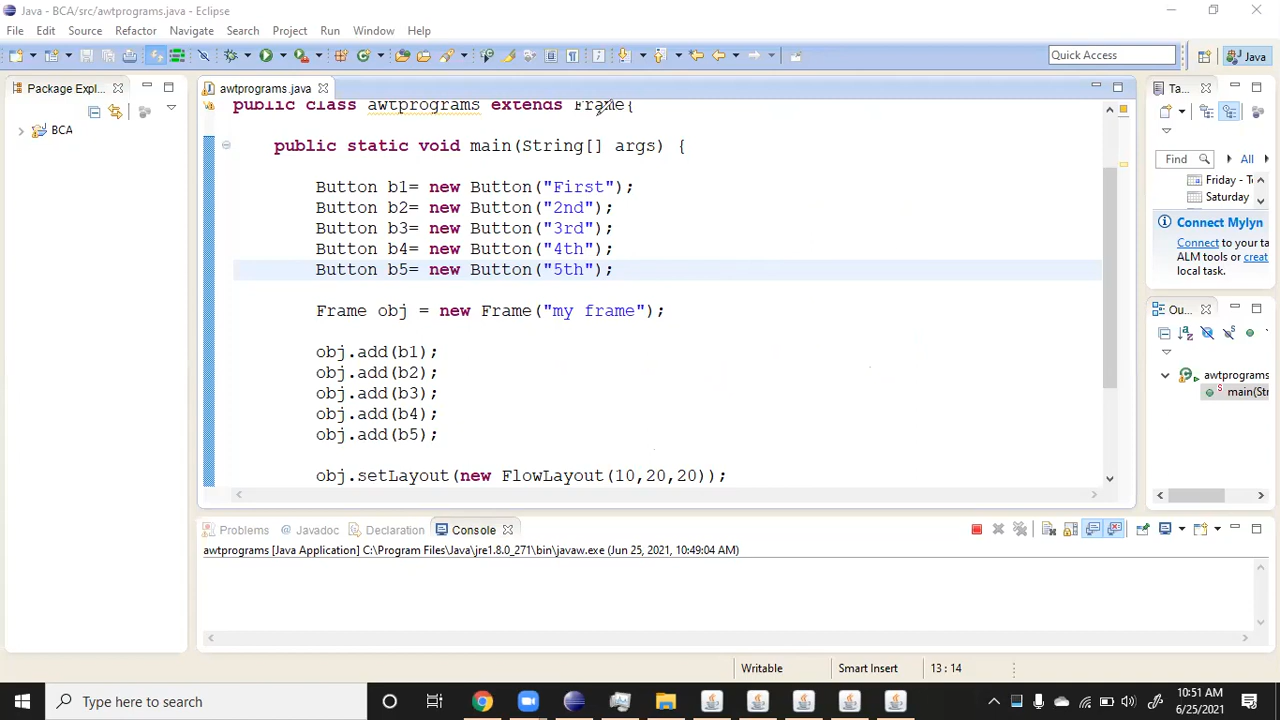 Java - BCA/src/awtprograms.java - Eclipse
File Edit Source Refactor Navigate Search Project Run Window Help
Quick Access
Java
Package Expl...
awtprograms.java
Ta...
BCA
public class awtprograms extends Frame{
public static void main(String[] args) {
Button b1= new Button("First");
Button b2= new Button("2nd");
Button b3= new Button("3rd");
Button b4= new Button("4th");
Button b5= new Button("5th");
Frame obj = new Frame("my frame");
obj.add(b1);
obj.add(b2);
obj.add(b3);
obj.add(b4);
obj.add(b5);
obj.setLayout(new FlowLayout(10,20,20));
Find
All
Friday - T
Saturday
Connect Mylyn
Connect to your ta
ALM tools or creat
local task.
Ou...
awtprograms
main(Str
Problems Javadoc Declaration Console
awtprograms [Java Application] C:\Program Files\Java\jre1.8.0_271\bin\javaw.exe (Jun 25, 2021, 10:49:04 AM)
Writable Smart Insert 13 : 14
Type here to search
10:51 AM
6/25/2021